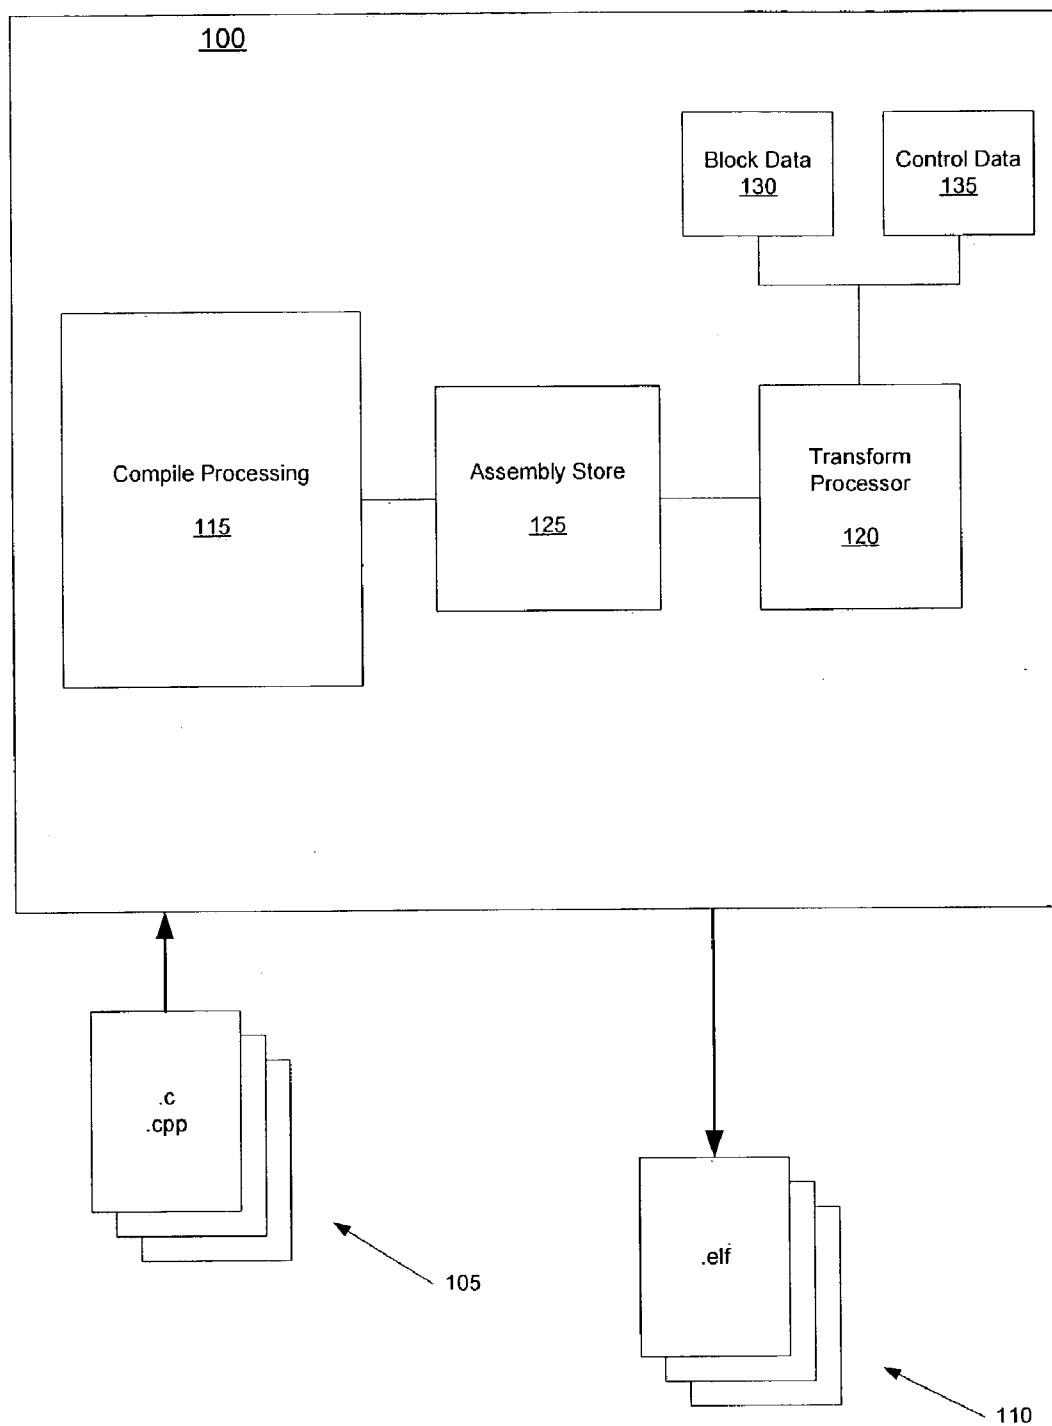 100
Block Data
130
Control Data
135
Compile Processing
115
Assembly Store
125
Transform
Processor
120
.c
.cpp
105
.elf
110